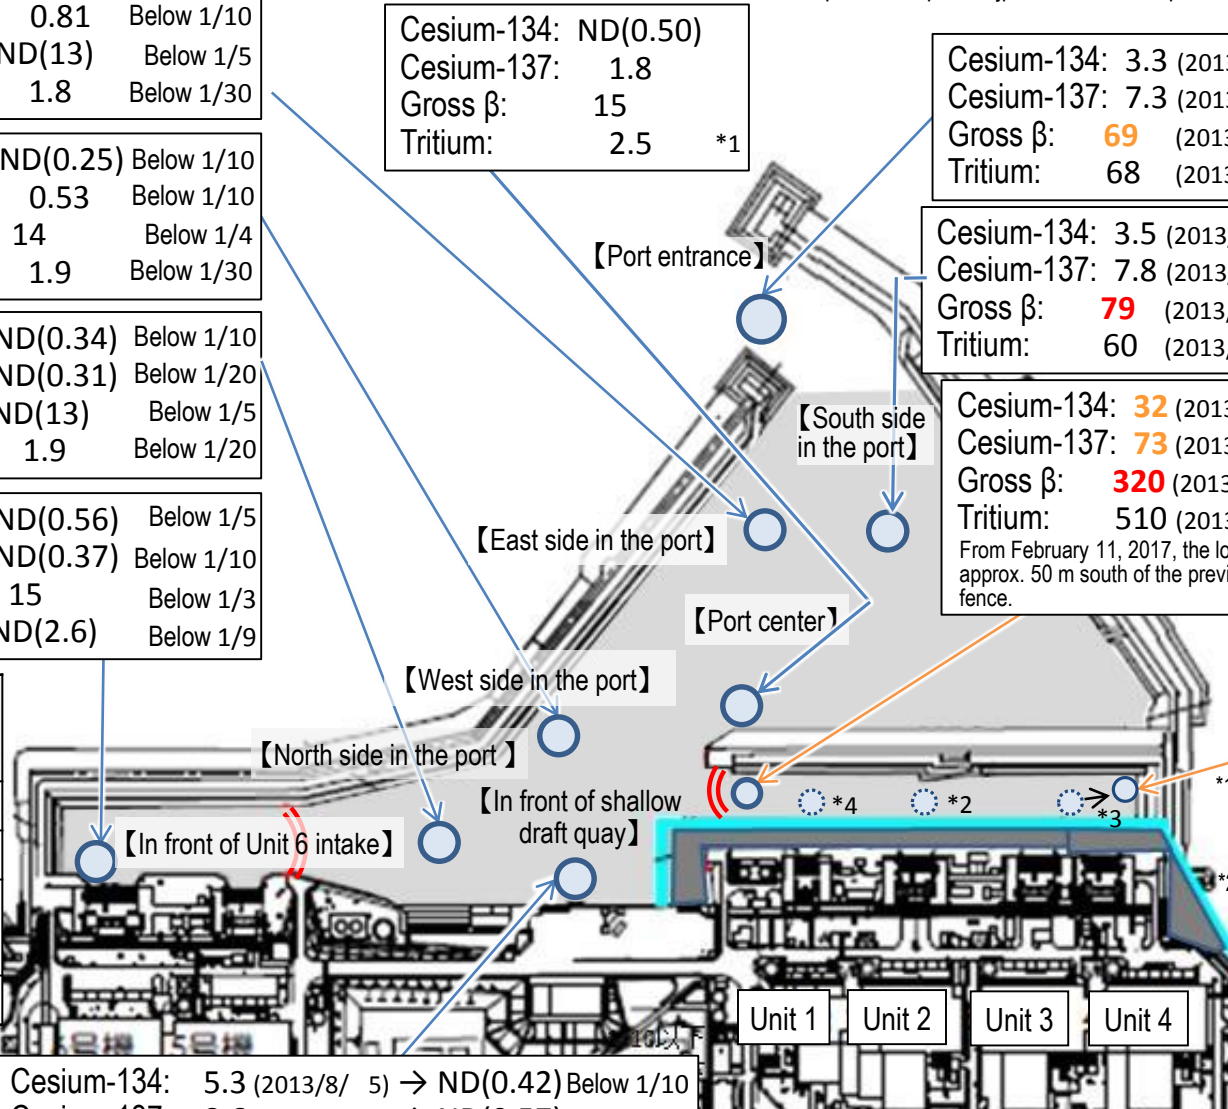 0.81 Below 1/10
ND(13) Below 1/5
1.8 Below 1/30
ND(0.25) Below 1/10
0.53 Below 1/10
14 Below 1/4
1.9 Below 1/30
ND(0.34) Below 1/10
ND(0.31) Below 1/20
ND(13) Below 1/5
1.9 Below 1/20
ND(0.56) Below 1/5
ND(0.37) Below 1/10
15 Below 1/3
ND(2.6) Below 1/9
Cesium-134: ND(0.50)
Cesium-137: 1.8
Gross β: 15
Tritium: 2.5 *1
Cesium-134: 3.3 (2013
Cesium-137: 7.3 (2013
Gross β: 69 (2013
Tritium: 68 (2013
Cesium-134: 3.5 (2013/
Cesium-137: 7.8 (2013/
Gross β: 79 (2013/
Tritium: 60 (2013/
Cesium-134: 32 (2013
Cesium-137: 73 (2013
Gross β: 320 (2013
Tritium: 510 (2013
From February 11, 2017, the
approx. 50 m south of the
fence.
【Port entrance】
【South side
in the port】
【East side in the port】
【Port center】
【West side in the port】
【North side in the port】
【In front of shallow
draft quay】
【In front of Unit 6 intake】
*4
*2
*3
Unit 1
Unit 2
Unit 3
Unit 4
Cesium-134: 5.3 (2013/8/ 5) → ND(0.42) Below 1/10